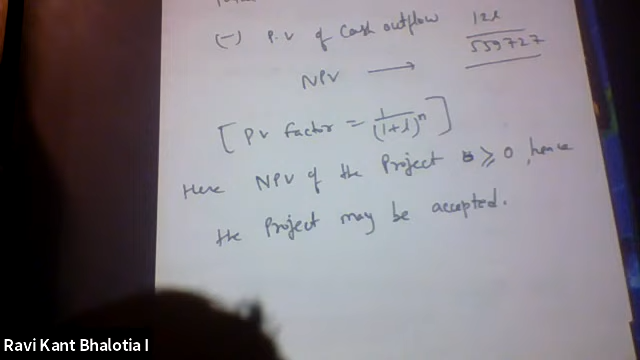 (-) P.V of Cash outflow 12l
NPV → 559727
[PV factor = 1/(1+i)^n]
Here NPV of the Project ≥ 0, hence
the Project may be accepted.
Ravi Kant Bhalotia I